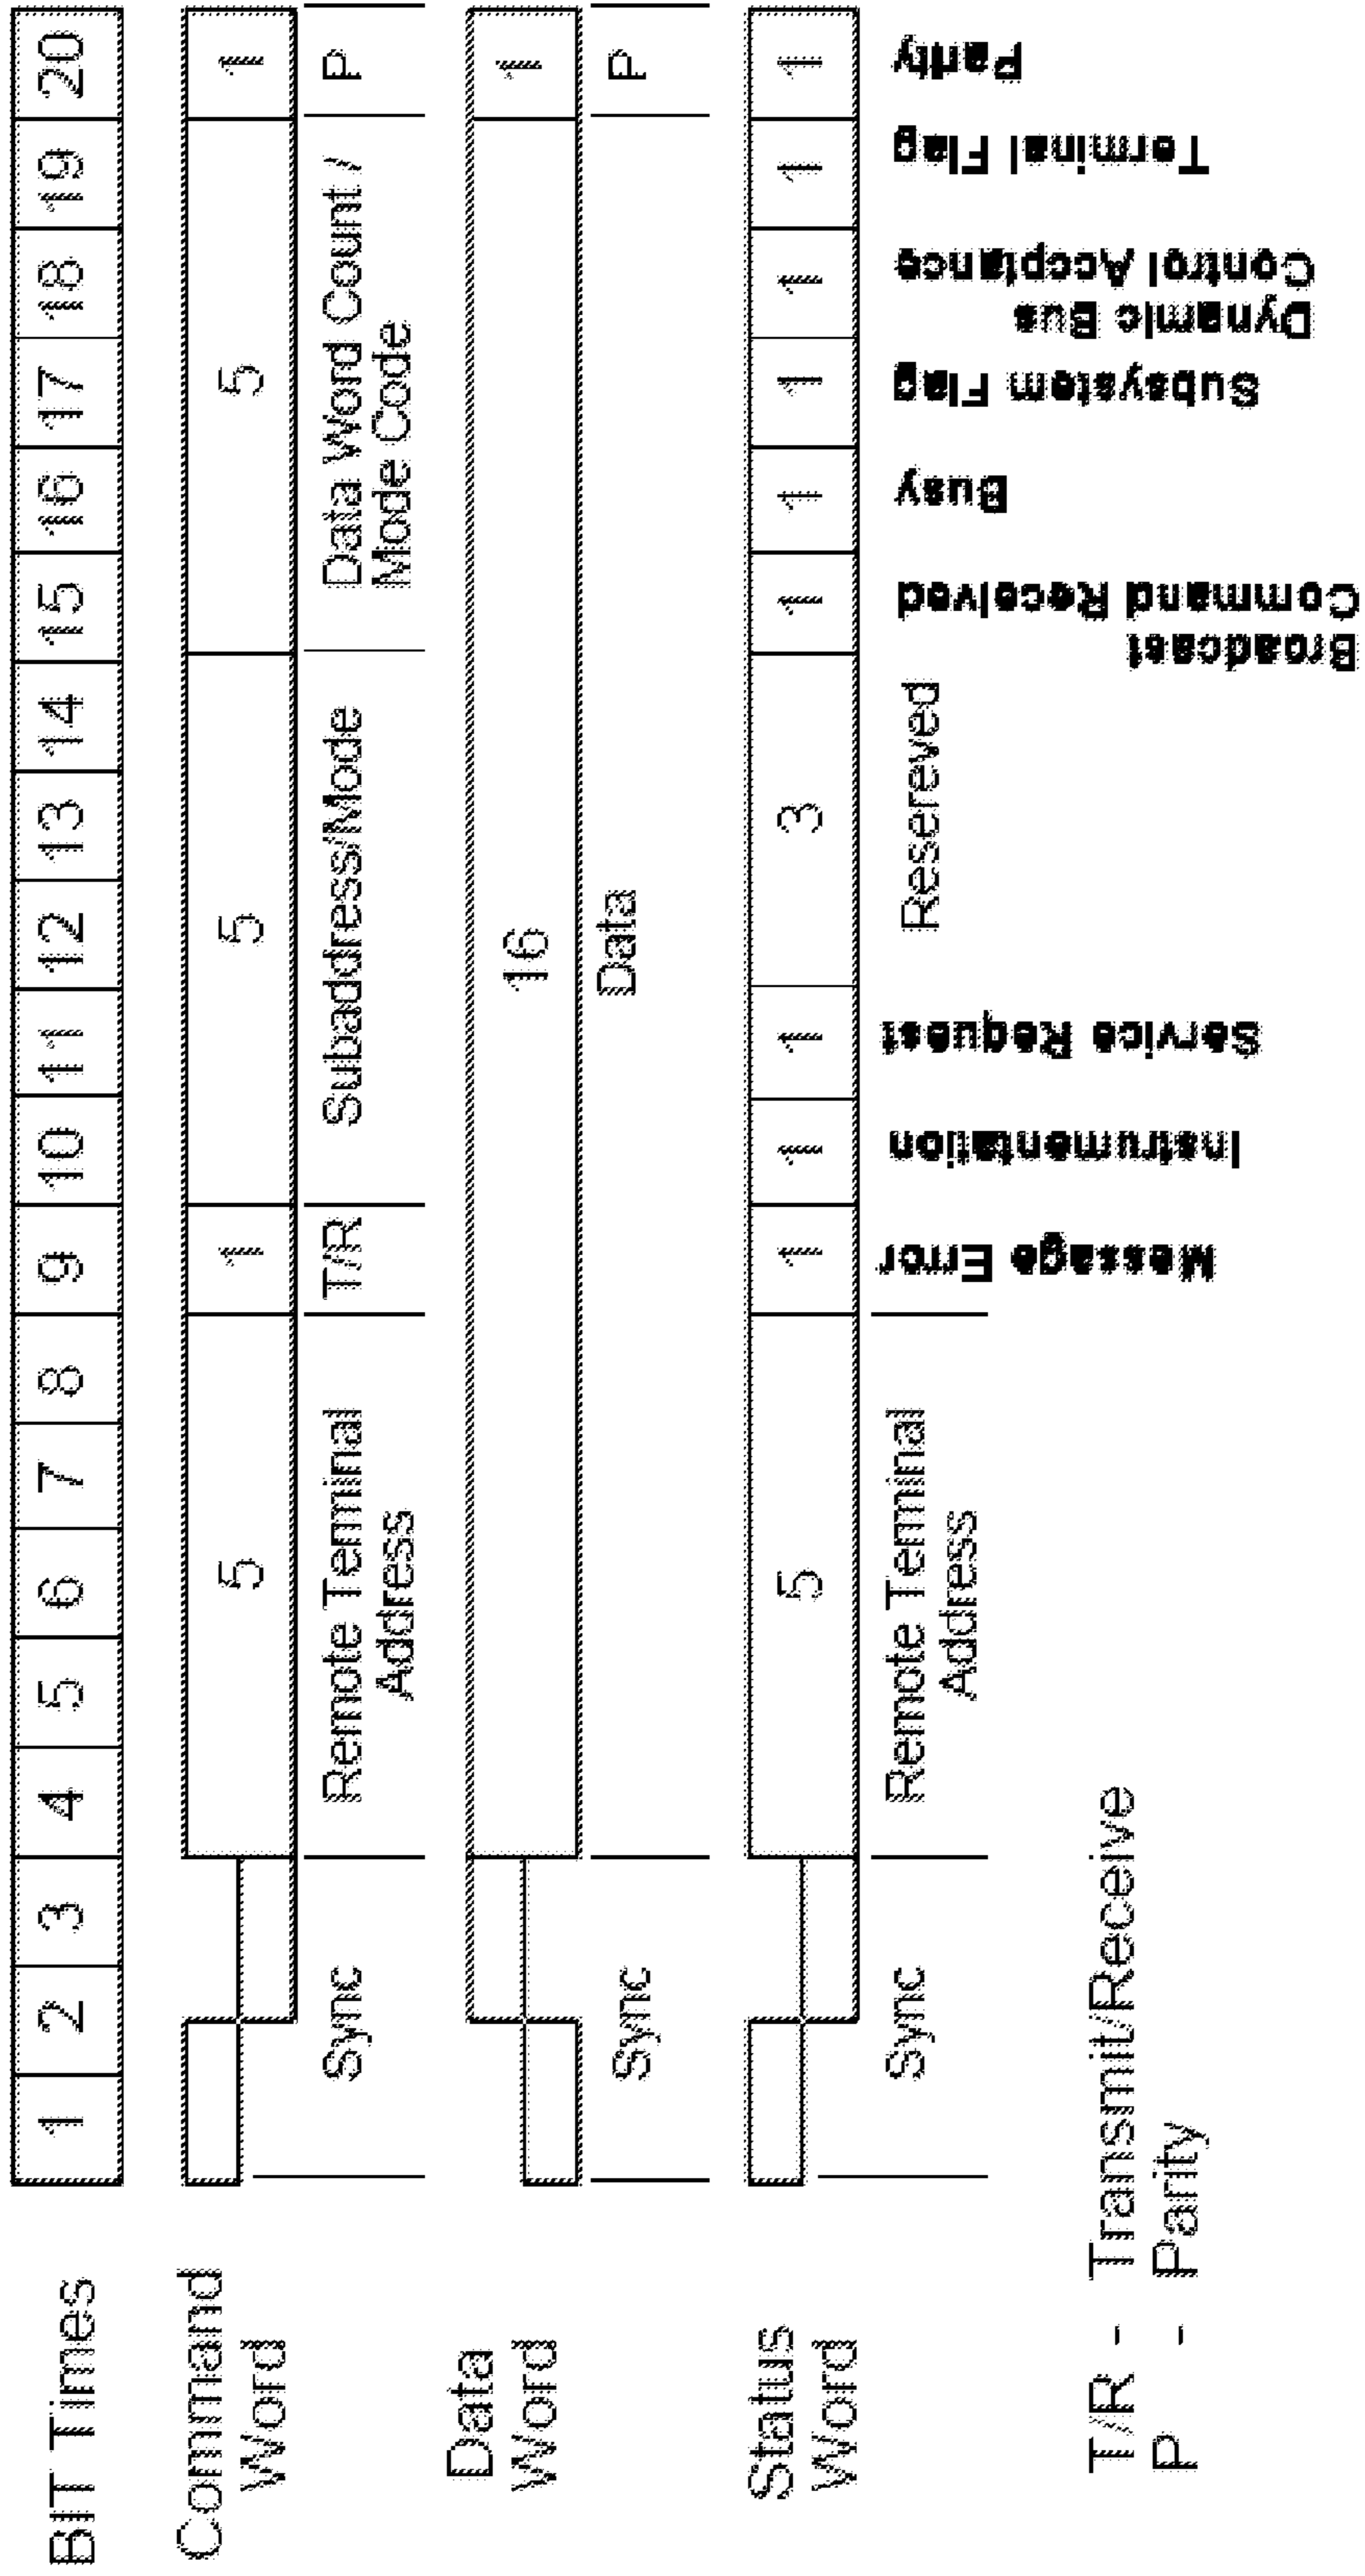 BIT Times 1 2 3 4 5 6 7 8 9 10 11 12 13 14 15 16 17 18 19 20
Command
Word
5 1 5 5 1
Sync
Remote Terminal
Address
T/R
Subaddress/Mode
Data Word Count /
Mode Code
P
Data
Word
16 1
Sync
Data
P
Status
Word
5 1 1 1 3 1 1 1 1 1 1
Sync
Remote Terminal
Address
Message Error
Instrumentation
Service Request
Resereved
Broadcast
Command Received
Busy
Subsystem Flag
Dynamic Bus
Control Accptance
Terminal Flag
Parity
T/R - Transmit/Receive
P - Parity